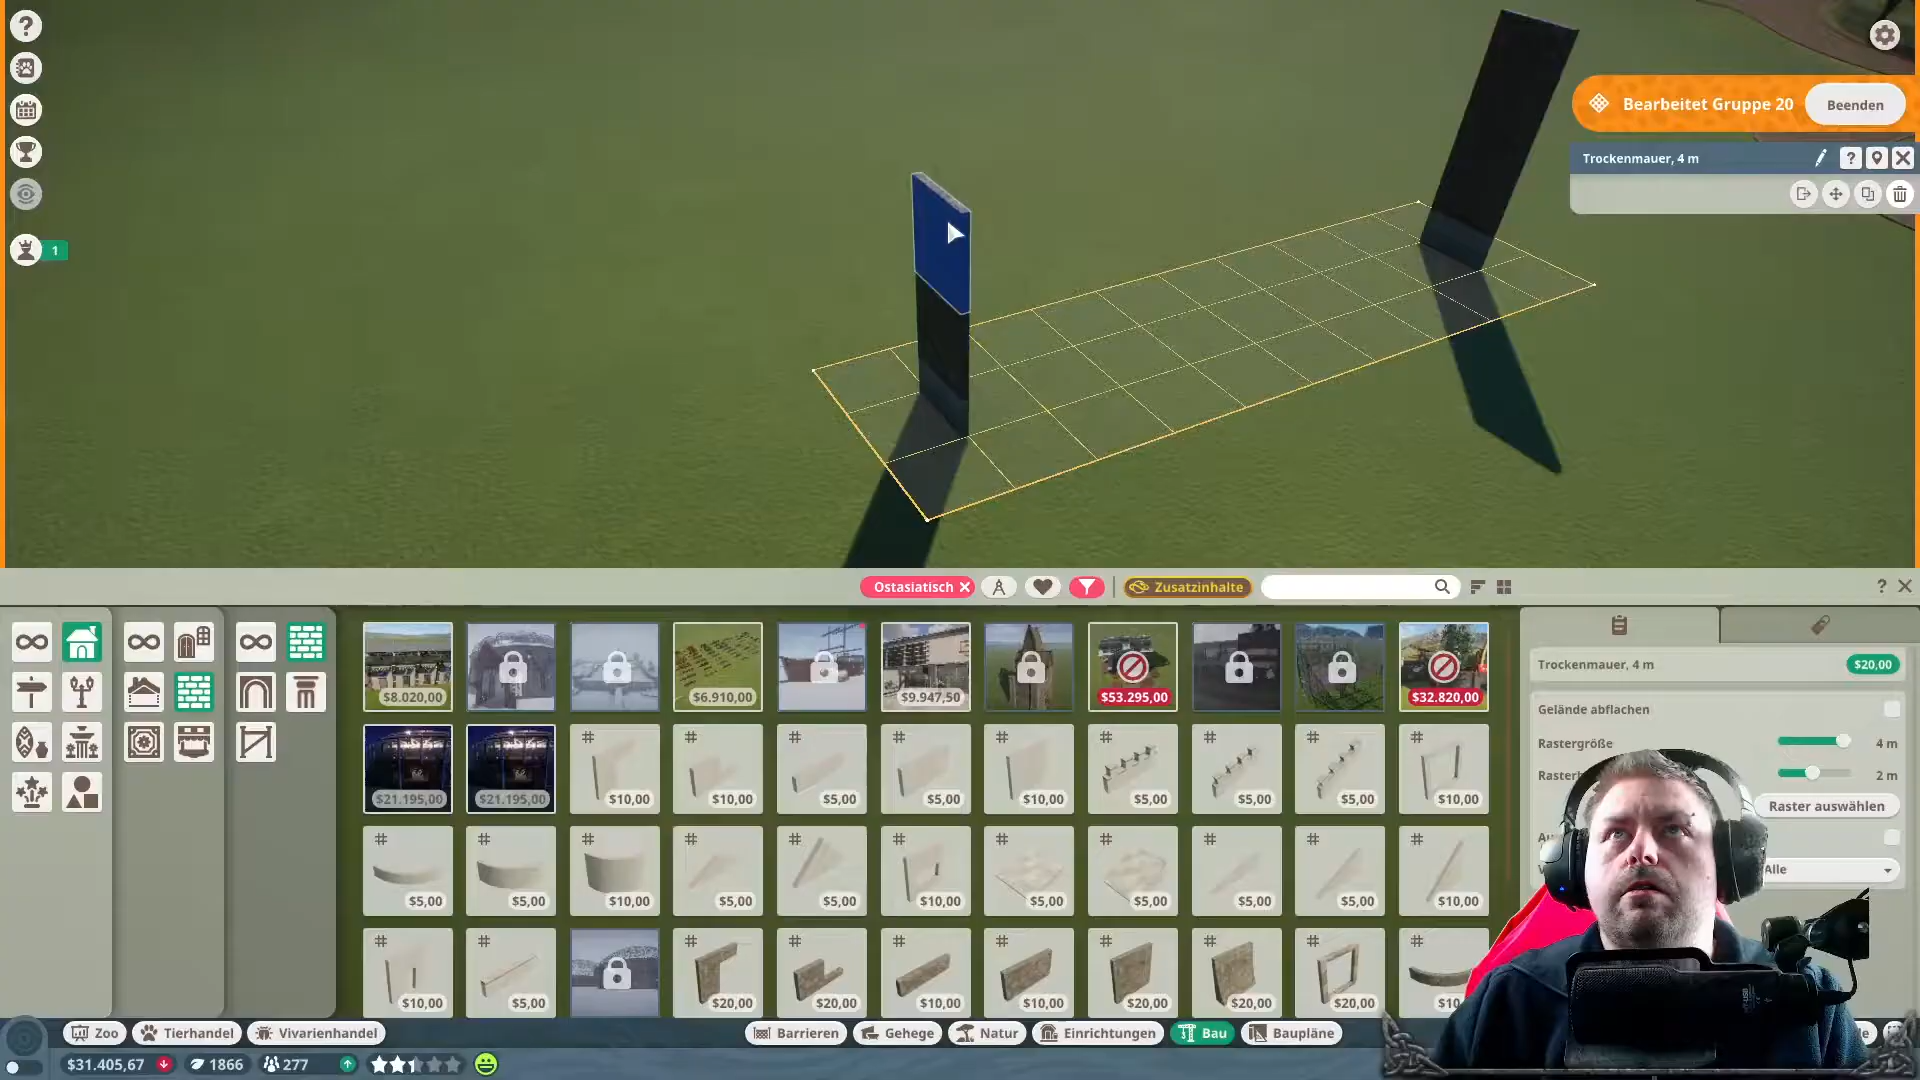 ?
Bearbeitet Gruppe 20
Beenden
Trockenmauer, 4 m
?
1
Ostasiatisch
Zusatzinhalte
?
$8.020,00
$6.910,00
$9.947,50
$53.295,00
$32.820,00
Trockenmauer, 4 m
$20,00
Gelände abflachen
Rastergröße
4 m
2 m
Raster auswählen
Alle
$21.195,00
$21.195,00
# $10,00
# $10,00
# $5,00
# $5,00
# $10,00
# $5,00
# $5,00
# $5,00
# $10,00
# $5,00
# $5,00
# $10,00
# $5,00
# $5,00
# $10,00
# $5,00
# $5,00
# $5,00
# $5,00
# $10,00
# $10,00
# $5,00
# $20,00
# $20,00
# $10,00
# $10,00
# $20,00
# $20,00
# $20,00
#
Zoo
Tierhandel
Vivarienhandel
Barrieren
Gehege
Natur
Einrichtungen
Bau
Baupläne
$31.405,67
1866
277